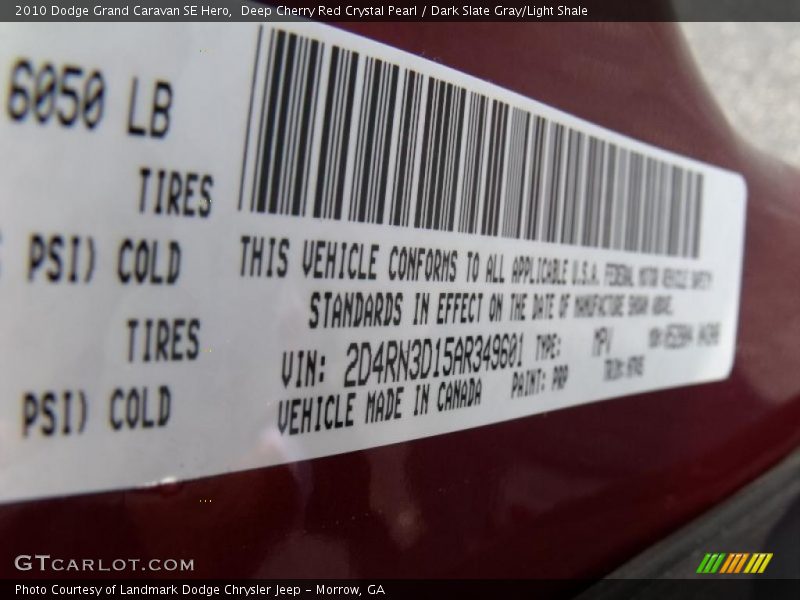 2010 Dodge Grand Caravan SE Hero, Deep Cherry Red Crystal Pearl / Dark Slate Gray/Light Shale
6050 LB
TIRES
PSI) COLD
TIRES
PSI) COLD
THIS VEHICLE CONFORMS TO ALL APPLICABLE U.S.A. FEDERAL MOTOR VEHICLE SAFETY
STANDARDS IN EFFECT ON THE DATE OF MANUFACTURE SHOWN ABOVE.
VIN: 2D4RN3D15AR349601 TYPE: MPV
VEHICLE MADE IN CANADA PAINT: PRP
GTCARLOT.COM
Photo Courtesy of Landmark Dodge Chrysler Jeep - Morrow, GA